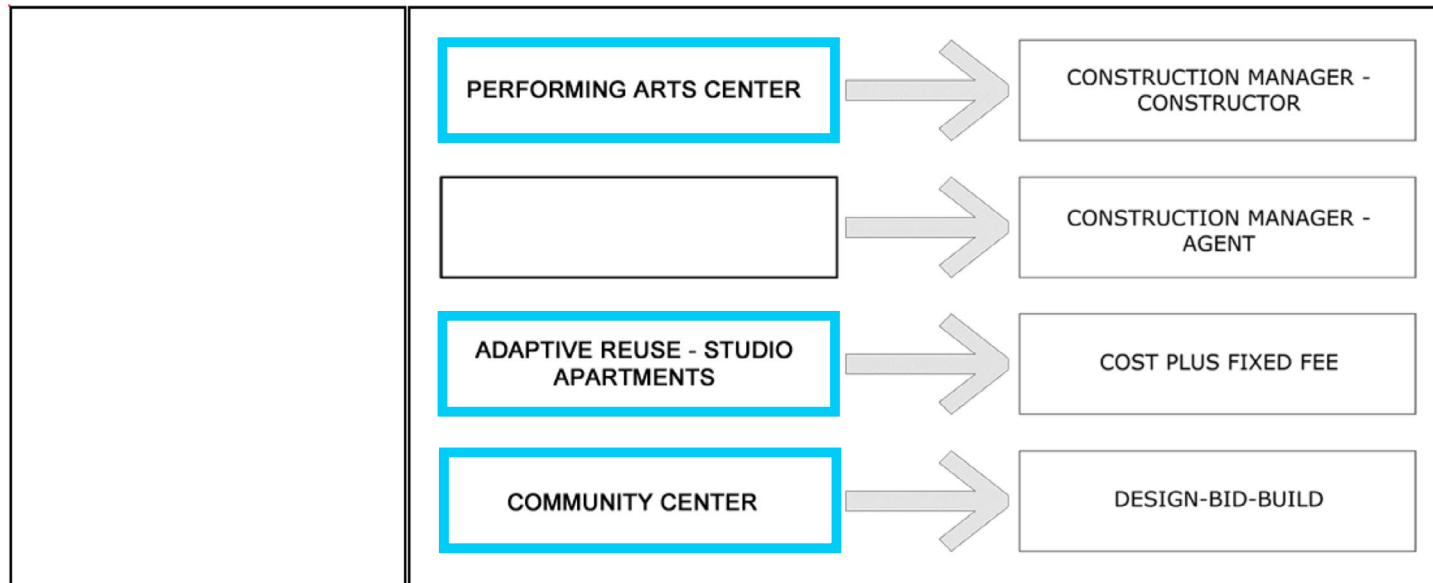 PERFORMING ARTS CENTER
CONSTRUCTION MANAGER -
CONSTRUCTOR
CONSTRUCTION MANAGER -
AGENT
ADAPTIVE REUSE - STUDIO
APARTMENTS
COST PLUS FIXED FEE
COMMUNITY CENTER
DESIGN-BID-BUILD